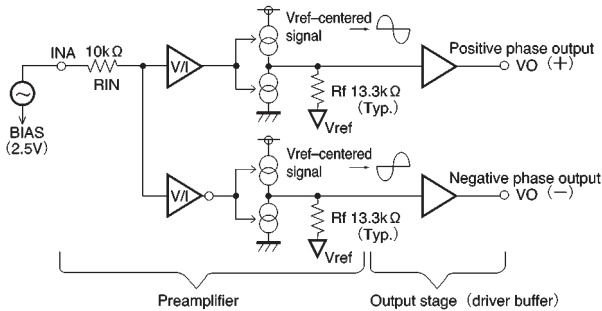 INA
10kΩ
RIN
BIAS
(2.5V)
V/I
Vref–centered
signal
Rf 13.3kΩ
(Typ.)
Vref
Positive phase output
VO (+)
V/I
Vref–centered
signal
Rf 13.3kΩ
(Typ.)
Vref
Negative phase output
VO (−)
Preamplifier
Output stage (driver buffer)